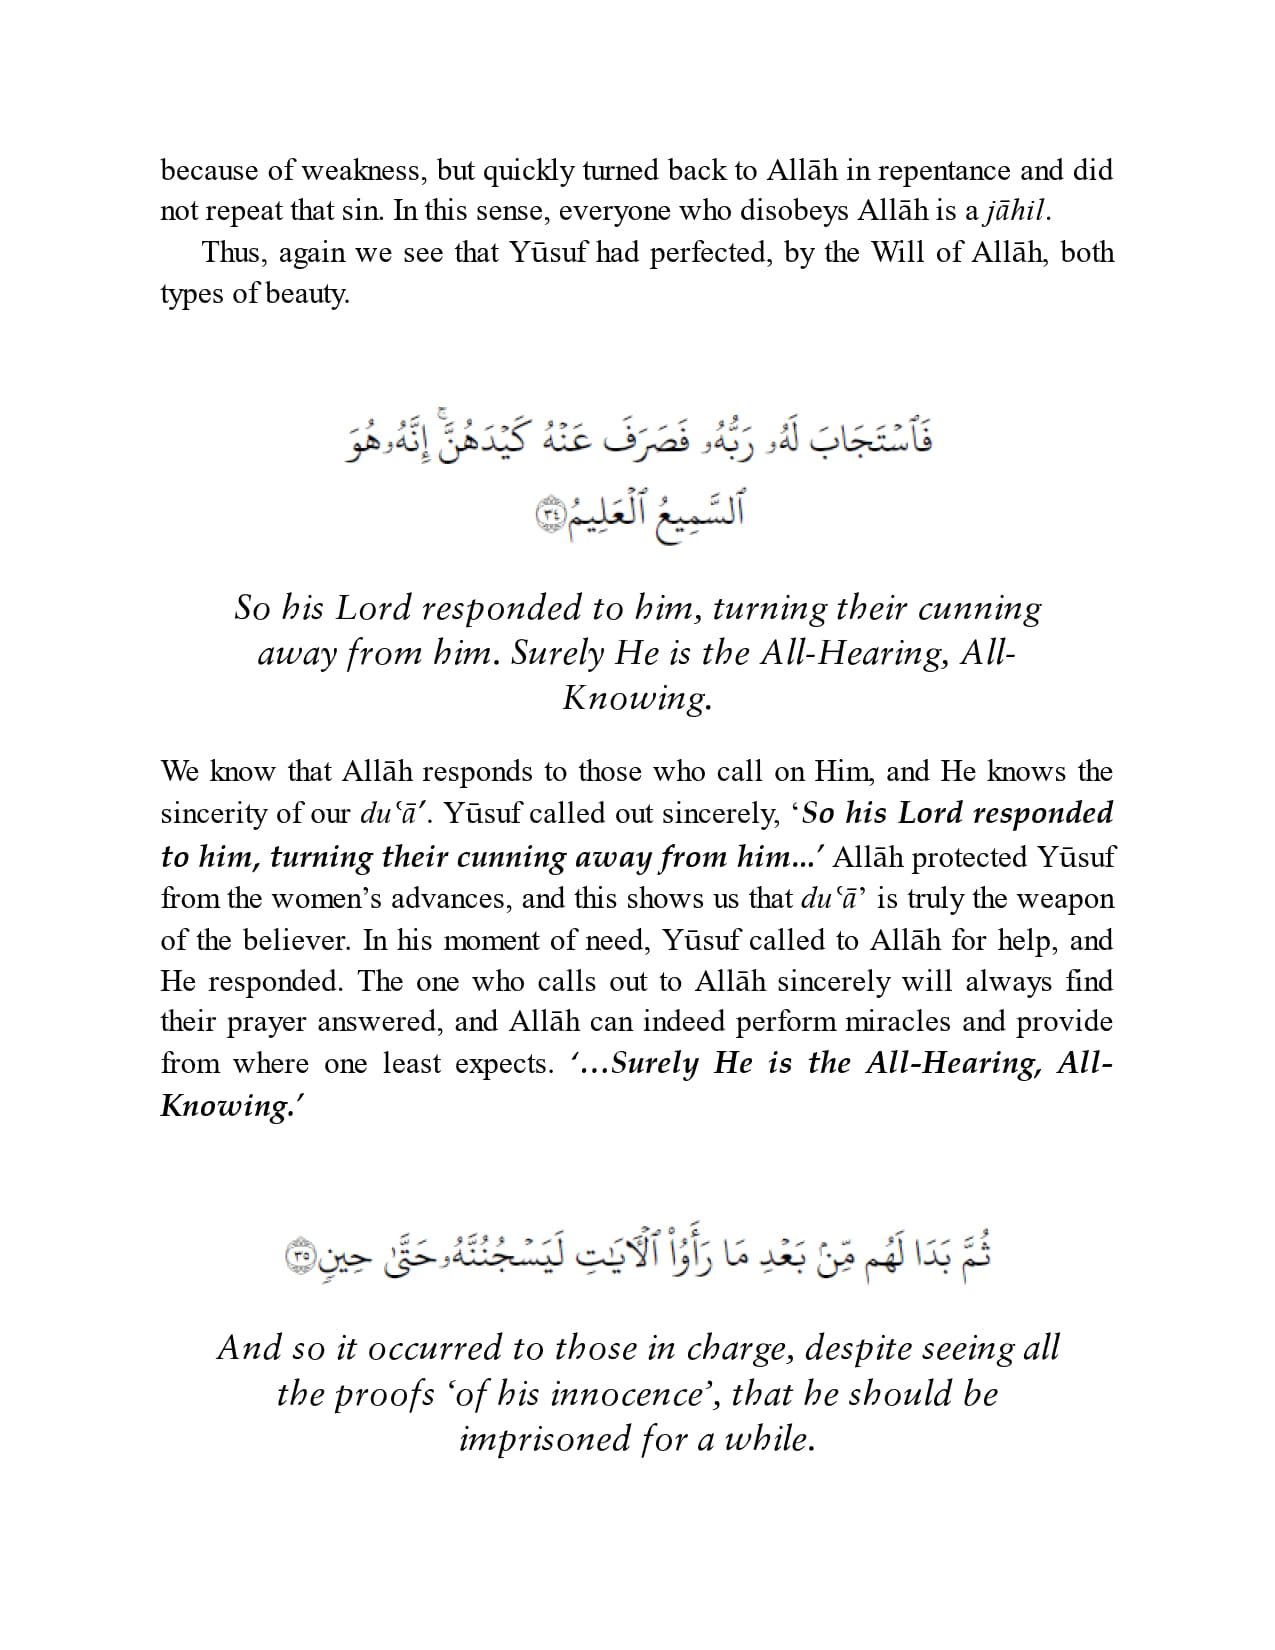 because of weakness, but quickly turned back to Allāh in repentance and did
not repeat that sin. In this sense, everyone who disobeys Allāh is a jāhil.
Thus, again we see that Yūsuf had perfected, by the Will of Allāh, both
types of beauty.
فَٱسْتَجَابَ لَهُۥ رَبُّهُۥ فَصَرَفَ عَنْهُ كَيْدَهُنَّ ۚ إِنَّهُۥ هُوَ
ٱلسَّمِيعُ ٱلْعَلِيمُ ٣٤
So his Lord responded to him, turning their cunning
away from him. Surely He is the All-Hearing, All-
Knowing.
We know that Allāh responds to those who call on Him, and He knows the
sincerity of our duʿā’. Yūsuf called out sincerely, ‘So his Lord responded
to him, turning their cunning away from him...’ Allāh protected Yūsuf
from the women’s advances, and this shows us that duʿā’ is truly the weapon
of the believer. In his moment of need, Yūsuf called to Allāh for help, and
He responded. The one who calls out to Allāh sincerely will always find
their prayer answered, and Allāh can indeed perform miracles and provide
from where one least expects. ‘…Surely He is the All-Hearing, All-
Knowing.’
ثُمَّ بَدَا لَهُم مِّنۢ بَعْدِ مَا رَأَوُا۟ ٱلْـَٔايَـٰتِ لَيَسْجُنُنَّهُۥ حَتَّىٰ حِينٍ ٣٥
And so it occurred to those in charge, despite seeing all
the proofs ‘of his innocence’, that he should be
imprisoned for a while.